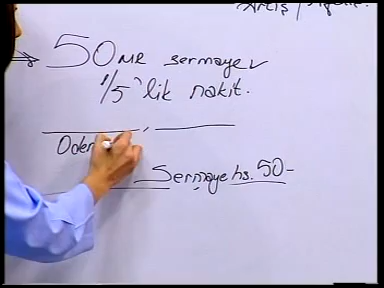 Artış
50 MR sermaye
1/5'lik nakit.
Öden
Sermaye hs. 50-